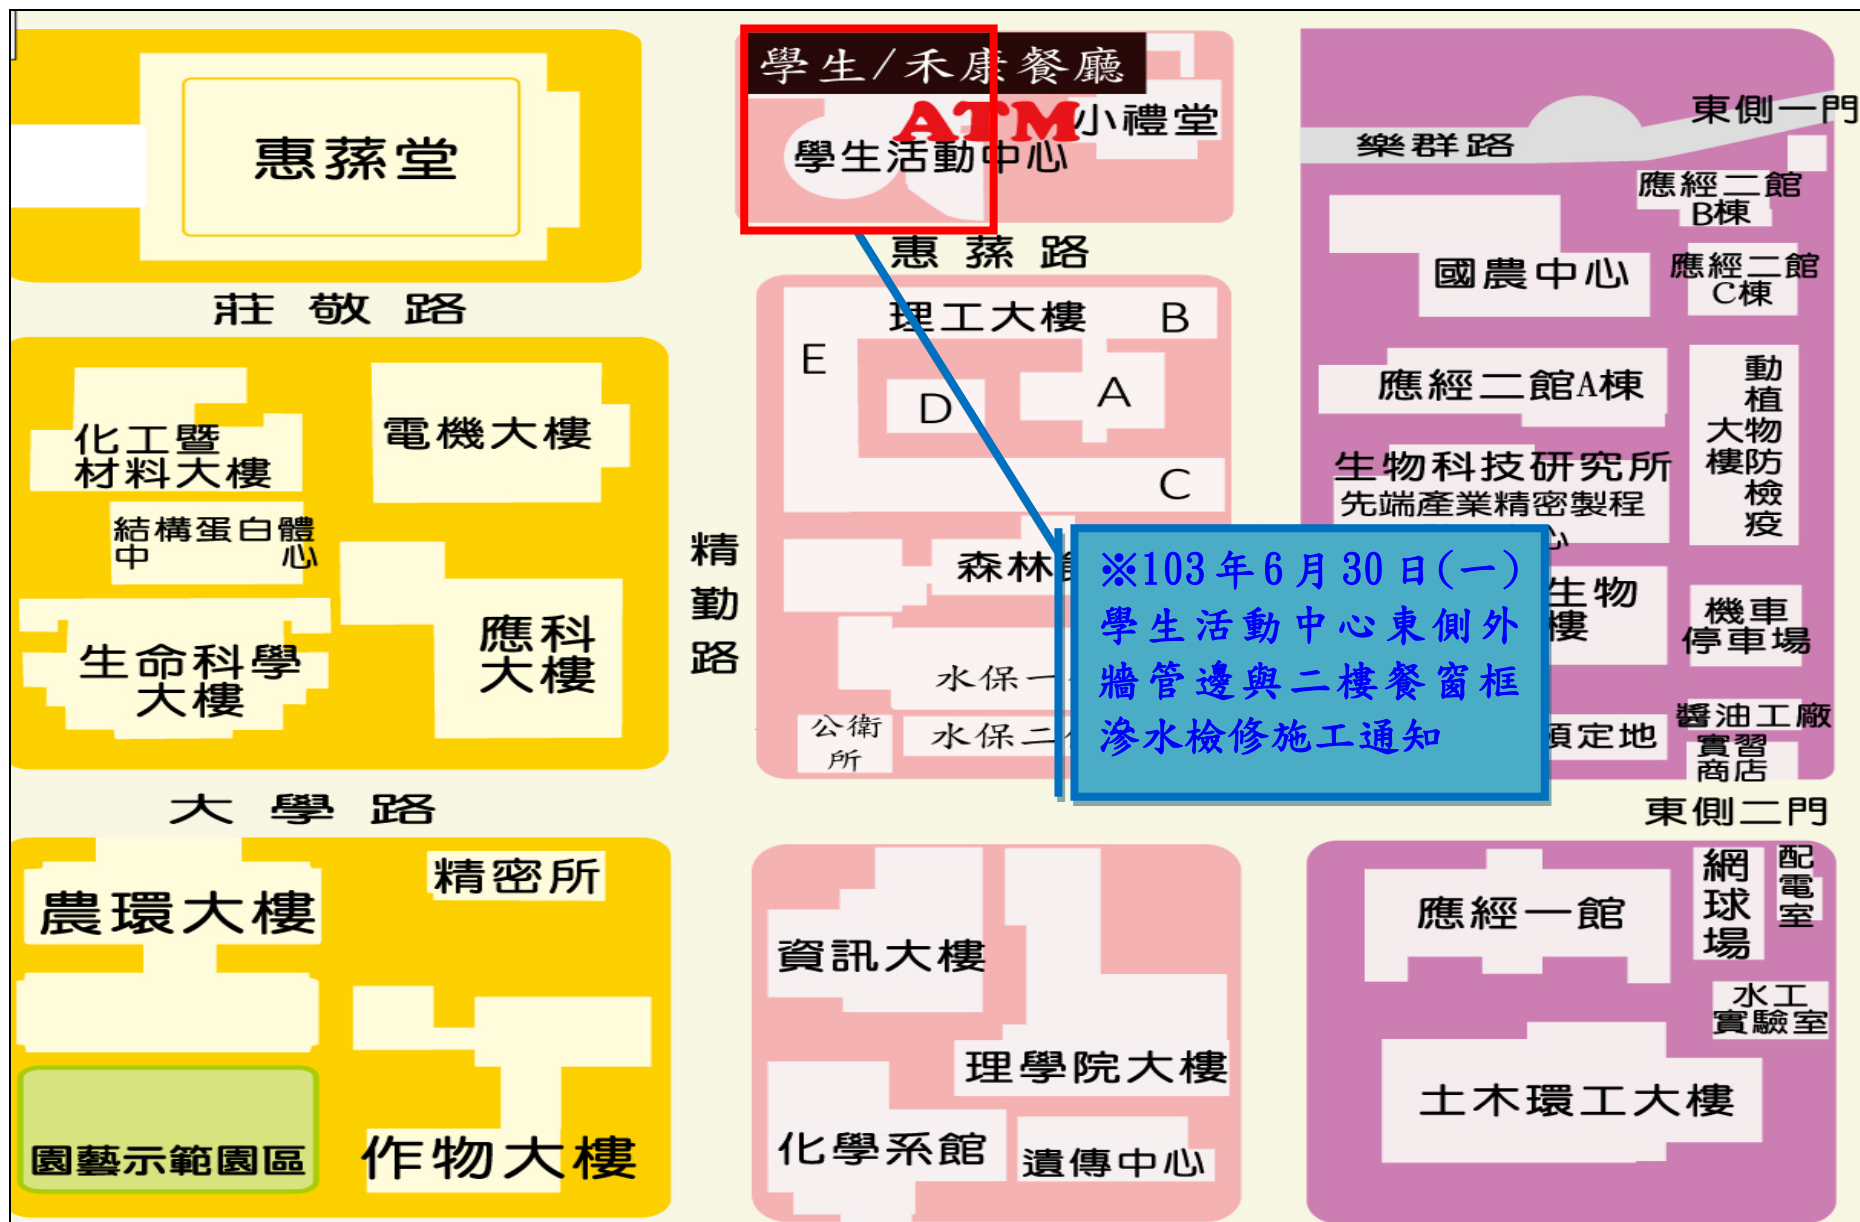 學生/禾康餐廳
ATM
小禮堂
學生活動中心
惠蓀堂
惠蓀路
莊敬路
東側一門
樂群路
應經二館
B棟
國農中心
應經二館
C棟
理工大樓
B
E
D
A
C
應經二館A棟
動植物防檢疫
大樓
化工暨
材料大樓
電機大樓
生物科技研究所
先端產業精密製程
心
結構蛋白體
中心
精勤路
森林
※103年6月30日(一)
學生活動中心東側外
牆管邊與二樓餐窗框
滲水檢修施工通知
生物
樓
機車
停車場
生命科學
大樓
應科
大樓
水保一
公衛
所
水保二
預定地
醬油工廠
實習
商店
大學路
東側二門
農環大樓
精密所
資訊大樓
應經一館
網球場
配電室
水工
實驗室
理學院大樓
土木環工大樓
園藝示範園區
作物大樓
化學系館
遺傳中心